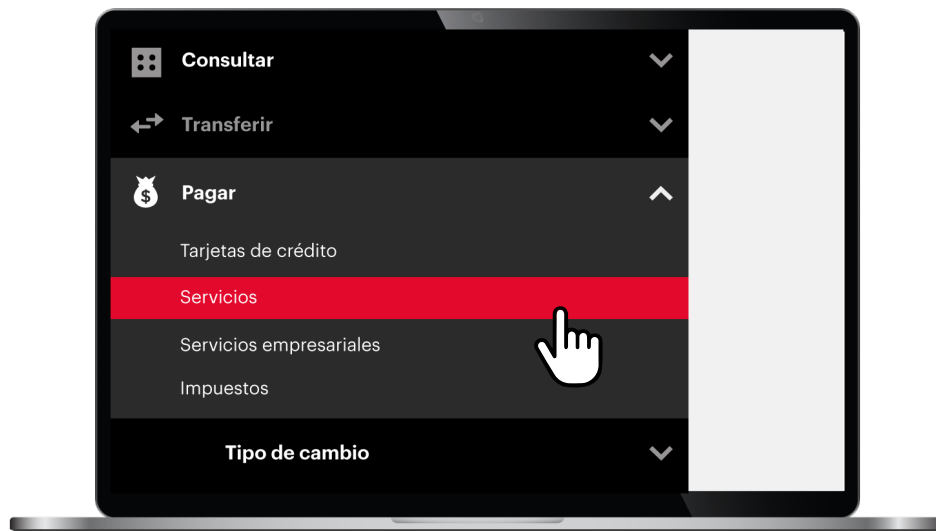 Consultar
Transferir
$
Pagar
Tarjetas de crédito
Servicios
Servicios empresariales
Impuestos
Tipo de cambio